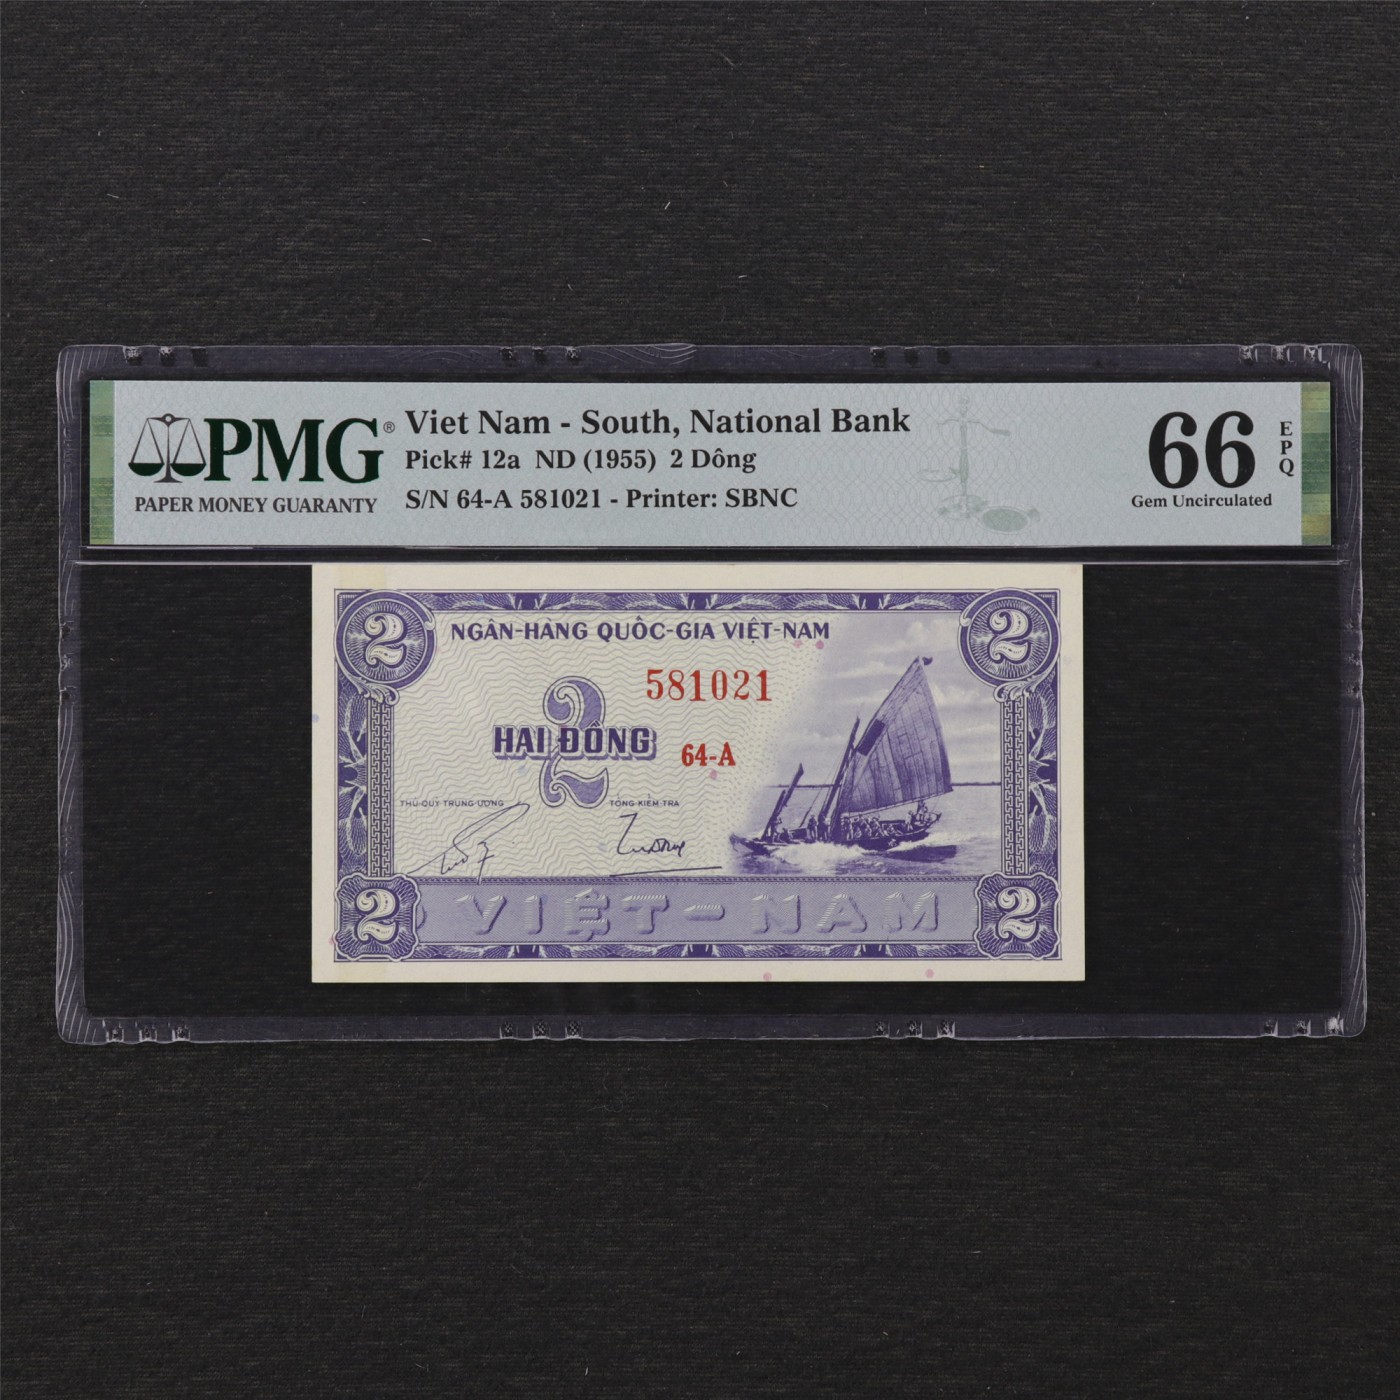 PMG®
PAPER MONEY GUARANTY
Viet Nam - South, National Bank
Pick# 12a ND (1955) 2 Dông
S/N 64-A 581021 - Printer: SBNC
66
EPQ
Gem Uncirculated
2
2
NGÂN-HÀNG QUỐC-GIA VIỆT-NAM
581021
2
HAI ĐỒNG
64-A
THỦ-QUỸ TRUNG-ƯƠNG
TỔNG-KIỂM-TRA
2
VIỆT-NAM
2